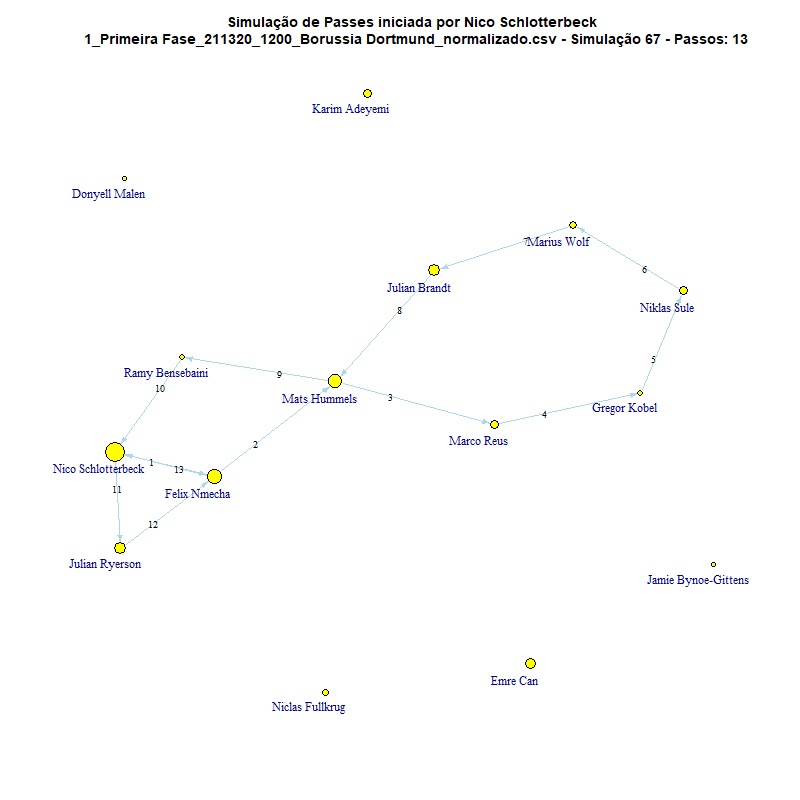 Simulação de Passes iniciada por Nico Schlotterbeck
1_Primeira Fase_211320_1200_Borussia Dortmund_normalizado.csv - Simulação 67 - Passos: 13
Karim Adeyemi
Donyell Malen
7
Marius Wolf
6
Julian Brandt
Niklas Sule
8
5
Ramy Bensebaini
9
10
Mats Hummels
3
Gregor Kobel
4
Marco Reus
2
Nico Schlotterbeck
1
13
11
Felix Nmecha
12
Julian Ryerson
Jamie Bynoe-Gittens
Emre Can
Niclas Fullkrug